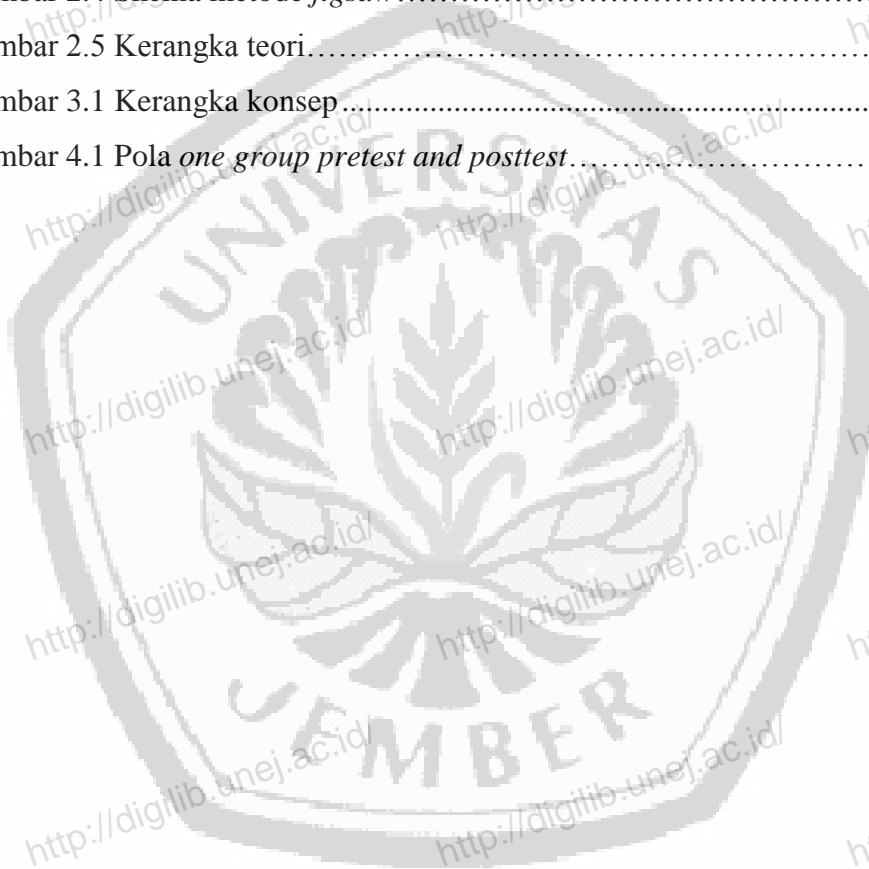 mbar 2.5 Kerangka teori
mbar 3.1 Kerangka konsep
mbar 4.1 Pola one group pretest and posttest
UNIVERSITAS
JEMBER
http://digilib.unej.ac.id/
http://digilib.unej.ac.id/
http://digilib.unej.ac.id/
http://digilib.unej.ac.id/
http://digilib.unej.ac.id/
http://digilib.unej.ac.id/
http://digilib.unej.ac.id/
http://digilib.unej.ac.id/